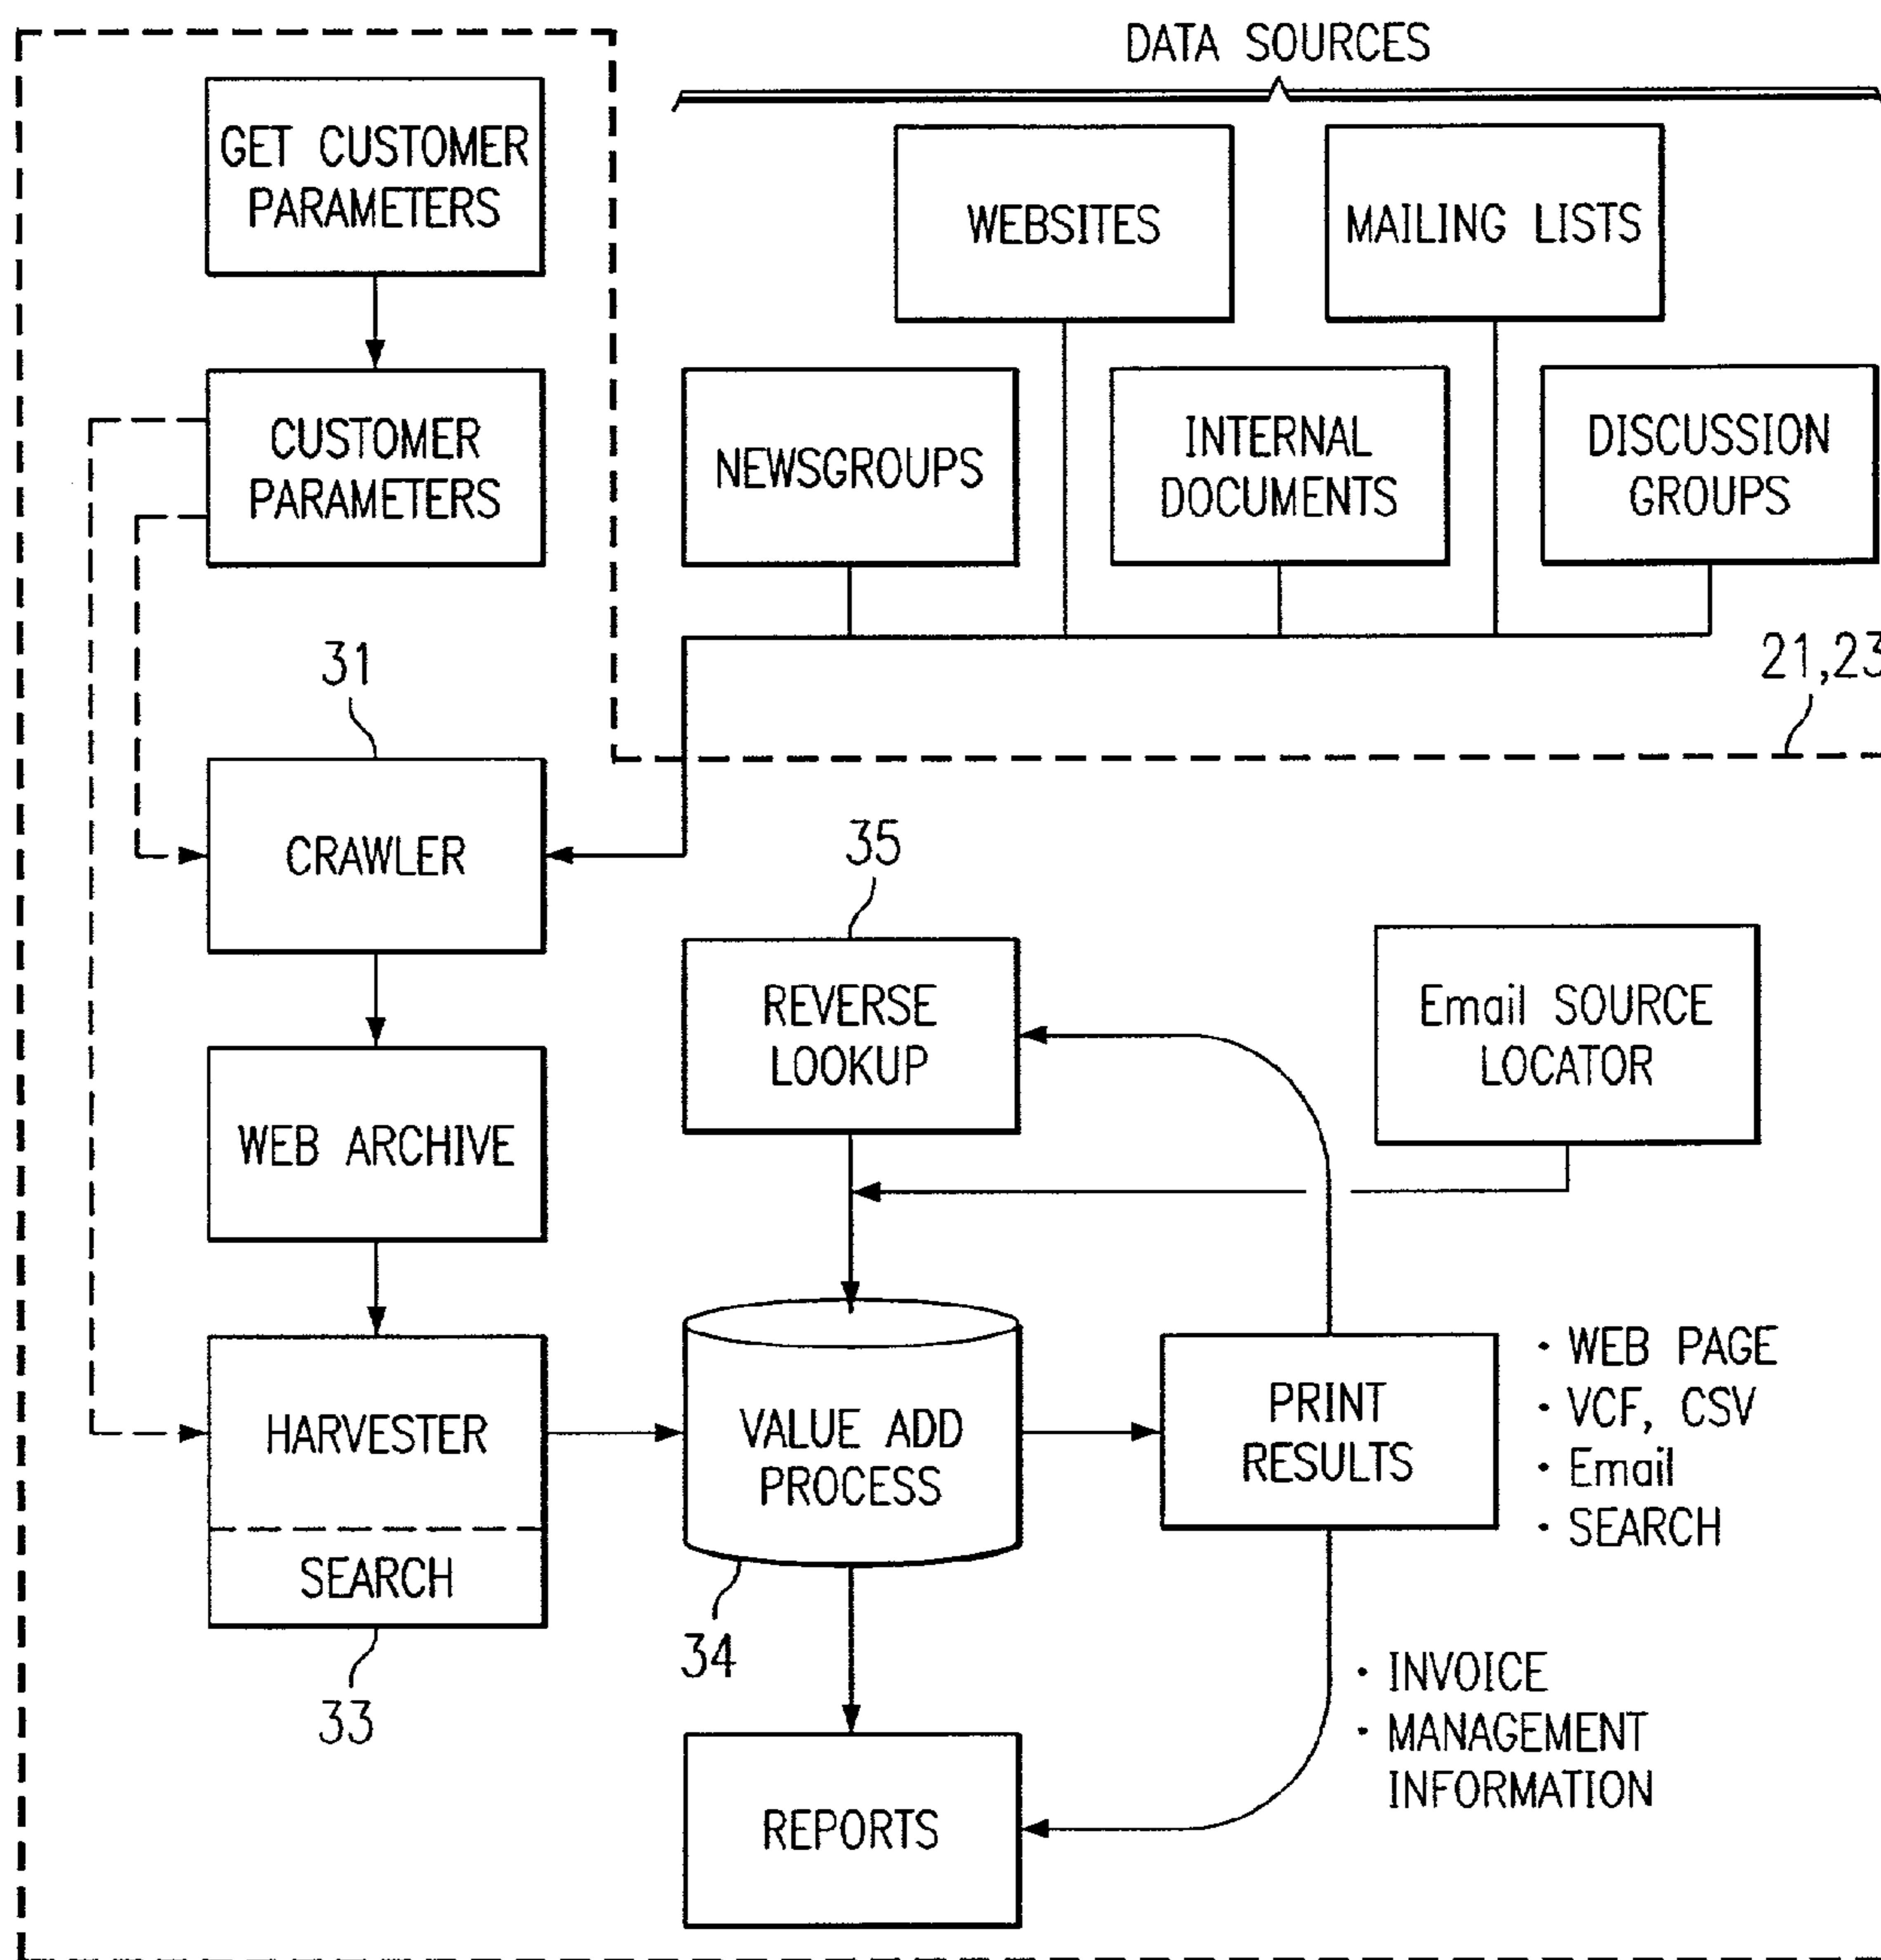 DATA SOURCES
GET CUSTOMER
PARAMETERS
WEBSITES
MAILING LISTS
CUSTOMER
PARAMETERS
NEWSGROUPS
INTERNAL
DOCUMENTS
DISCUSSION
GROUPS
31
21,23
CRAWLER
35
REVERSE
LOOKUP
Email SOURCE
LOCATOR
WEB ARCHIVE
HARVESTER
SEARCH
33
VALUE ADD
PROCESS
34
PRINT
RESULTS
· WEB PAGE
· VCF, CSV
· Email
· SEARCH
· INVOICE
· MANAGEMENT
INFORMATION
REPORTS